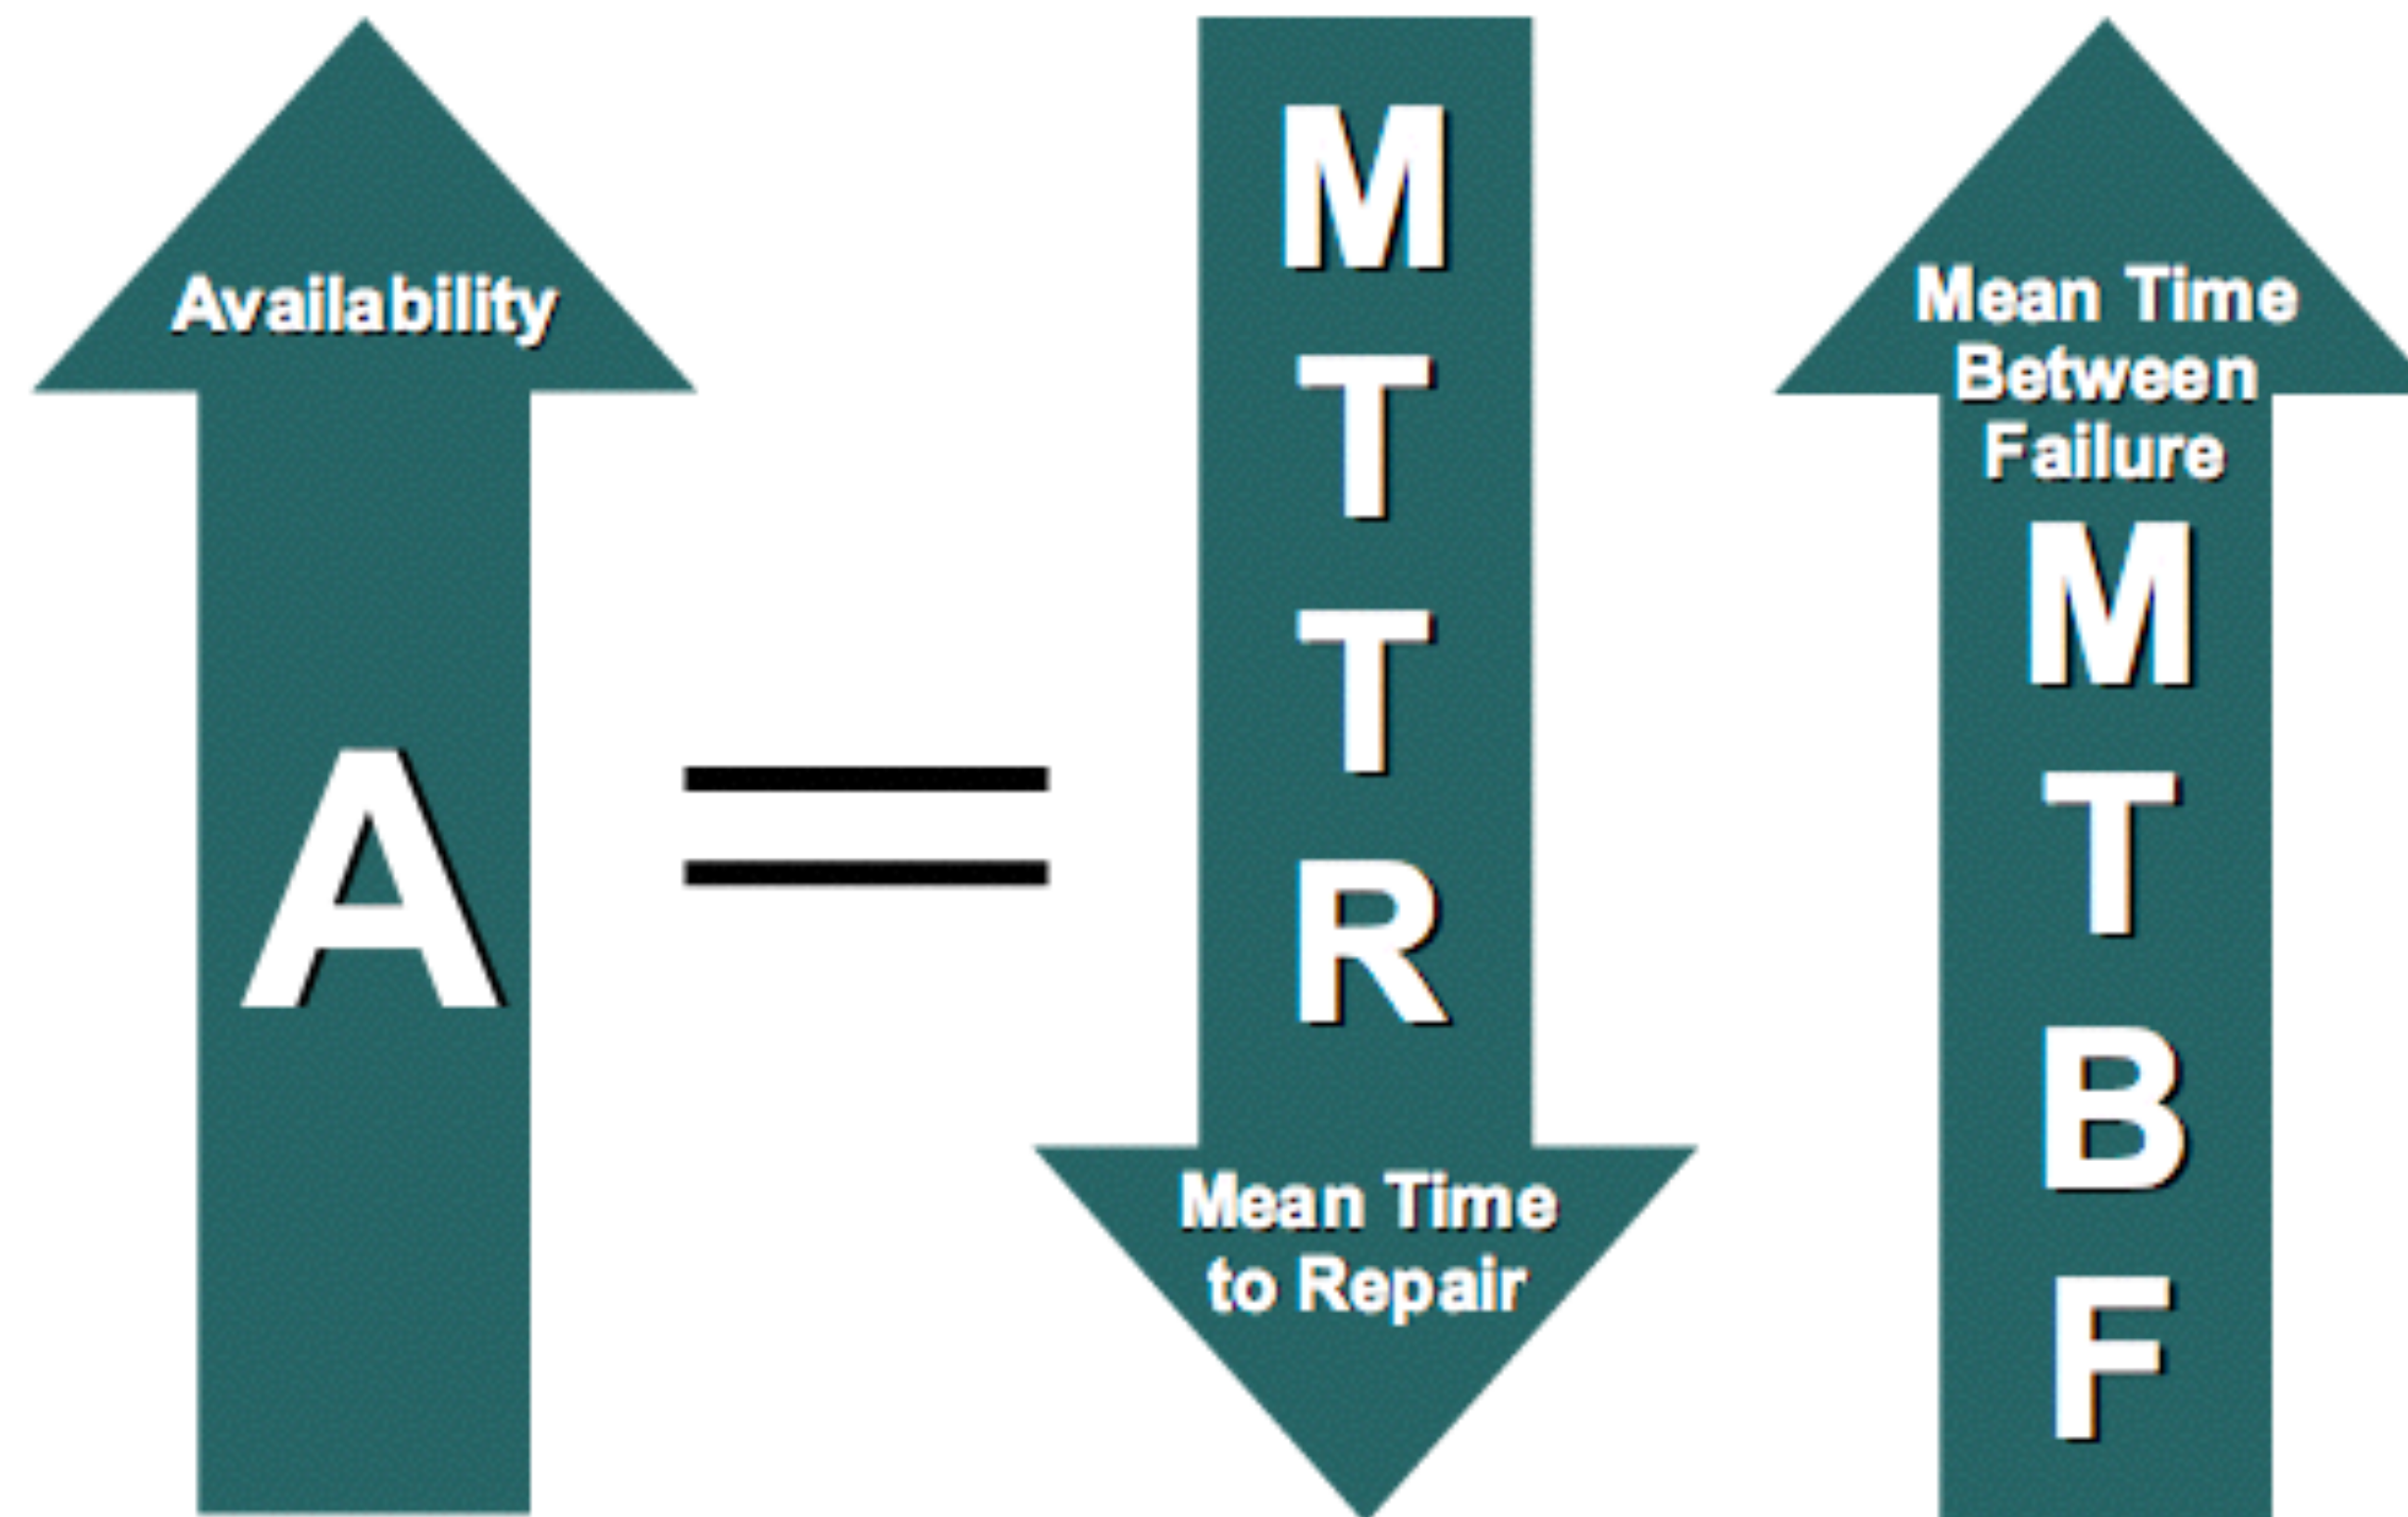 Availability
A
=
M
T
T
R
Mean Time
to Repair
Mean Time
Between
Failure
M
T
B
F